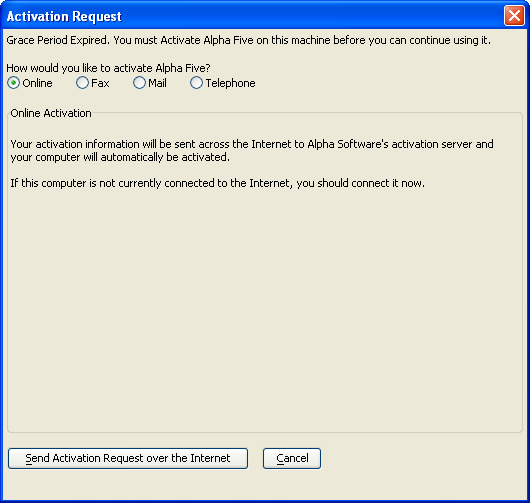 Activation Request
Grace Period Expired. You must Activate Alpha Five on this machine before you can continue using it.
How would you like to activate Alpha Five?
Online Fax Mail Telephone
Online Activation
Your activation information will be sent across the Internet to Alpha Software's activation server and
your computer will automatically be activated.
If this computer is not currently connected to the Internet, you should connect it now.
Send Activation Request over the Internet Cancel